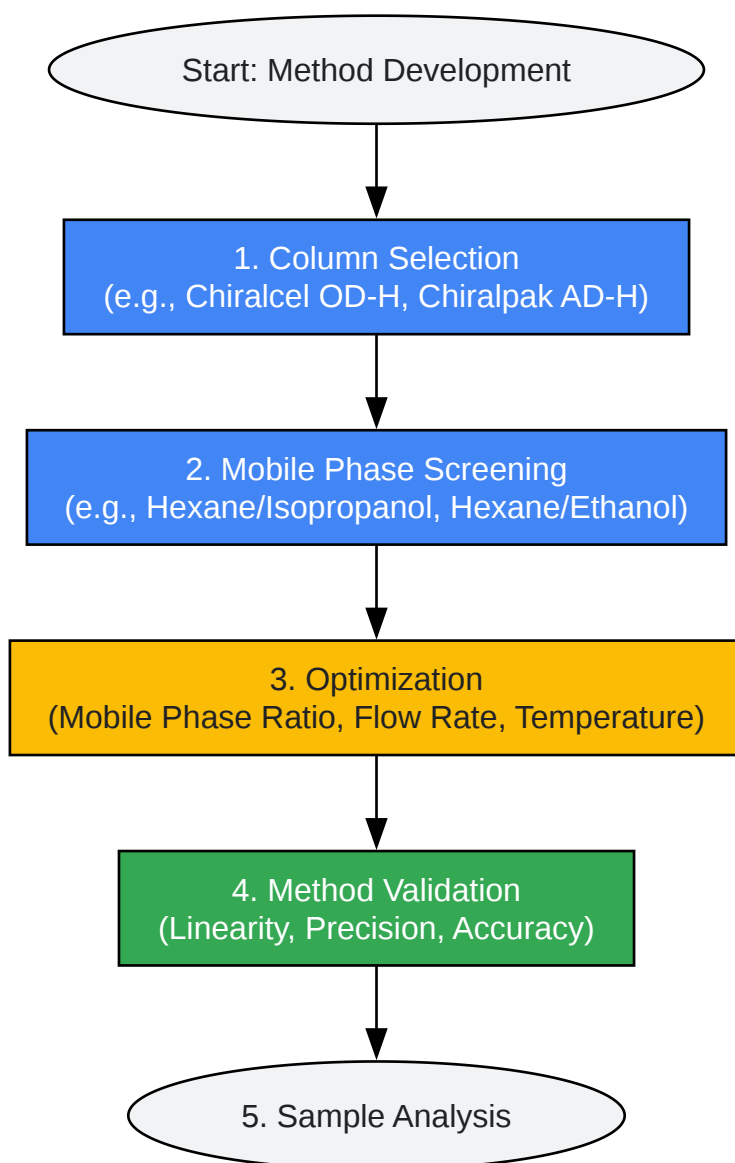 Start: Method Development
1. Column Selection
(e.g., Chiralcel OD-H, Chiralpak AD-H)
2. Mobile Phase Screening
(e.g., Hexane/Isopropanol, Hexane/Ethanol)
3. Optimization
(Mobile Phase Ratio, Flow Rate, Temperature)
4. Method Validation
(Linearity, Precision, Accuracy)
5. Sample Analysis